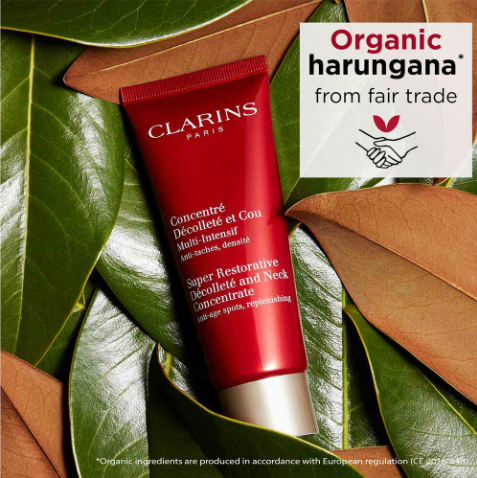 Organic
harungana*
from fair trade
CLARINS
PARIS
Concentré
Décolleté et Cou
Multi-Intensif
Anti-taches, densité
Super Restorative
Décolleté and Neck
Concentrate
Anti-age spots, replenishing
*Organic ingredients are produced in accordance with European regulation (CE